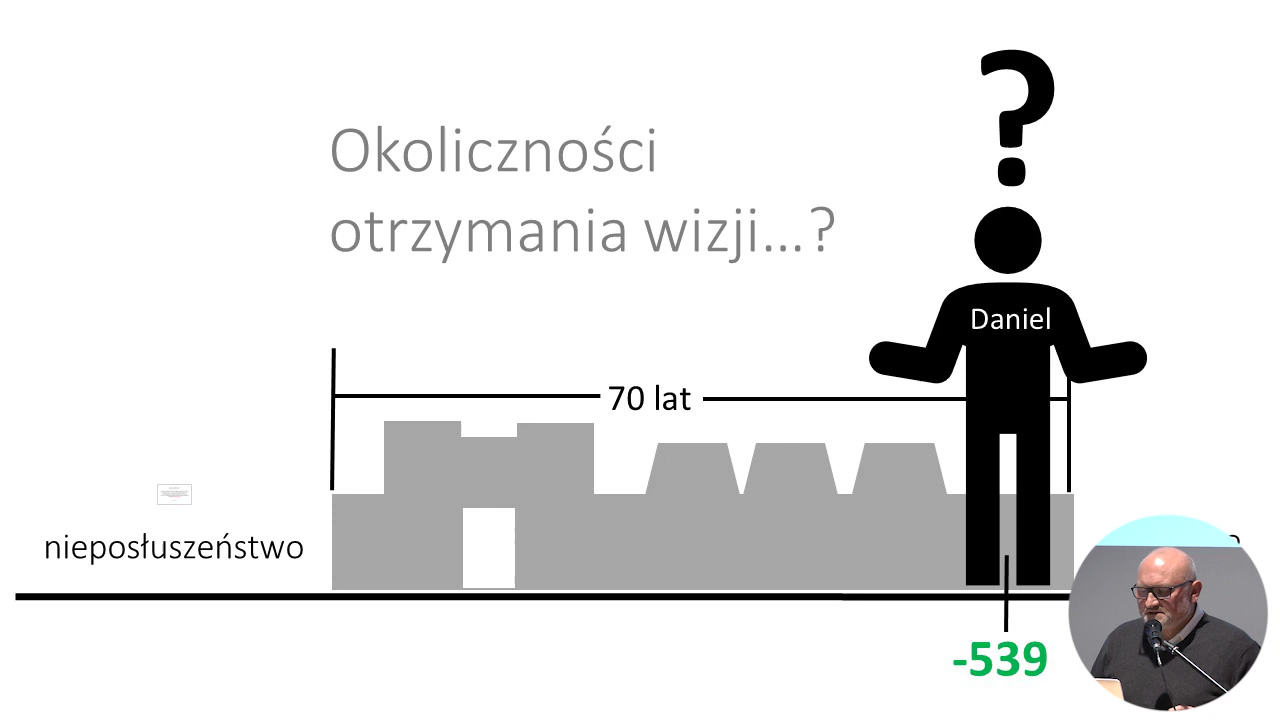 ?
Okoliczności
otrzymania wizji...?
Daniel
70 lat
nieposłuszeństwo
-539